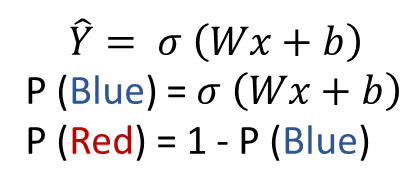 Ŷ = σ (Wx + b)
P (Blue) = σ (Wx + b)
P (Red) = 1 - P (Blue)